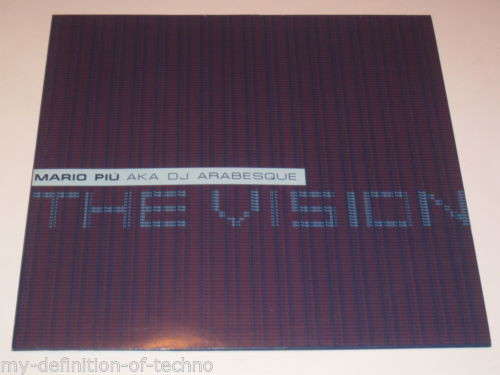 MARIO PIÙ AKA DJ ARABESQUE
THE VISION
my-definition-of-techno